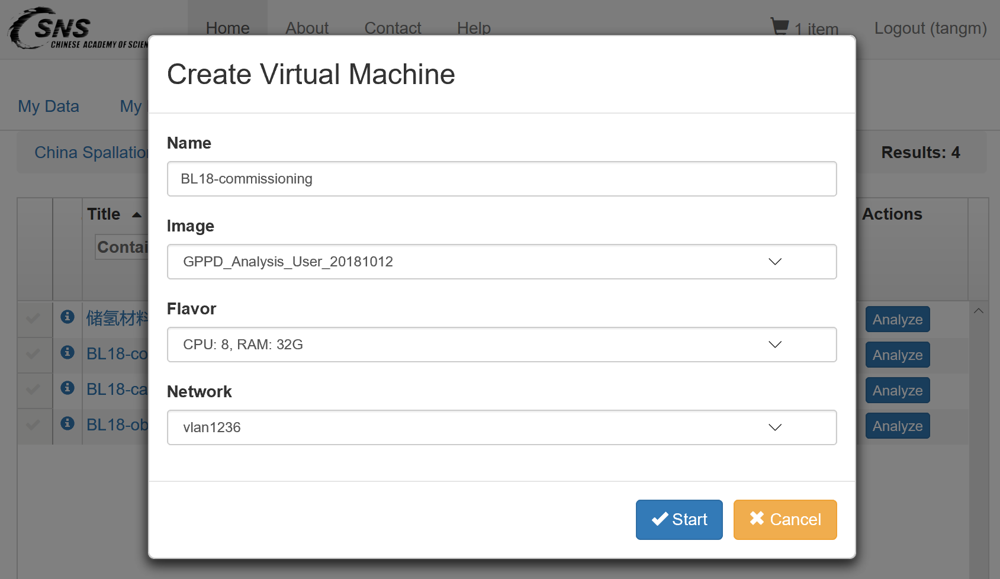 SNS
CHINESE ACADEMY OF SCIEN
Home
About
Contact
Help
1 item
Logout (tangm)
My Data
My
China Spallation
Results: 4
Title
Contai
Actions
储氢材料
Analyze
BL18-co
Analyze
BL18-ca
Analyze
BL18-ob
Analyze
Create Virtual Machine
Name
BL18-commissioning
Image
GPPD_Analysis_User_20181012
Flavor
CPU: 8, RAM: 32G
Network
vlan1236
Start
Cancel